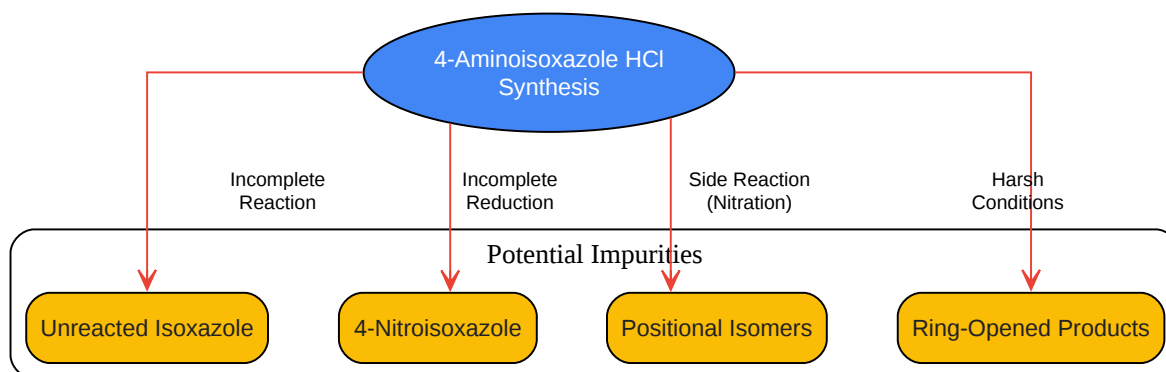 4-Aminoisoxazole HCl
Synthesis
Incomplete
Reaction
Incomplete
Reduction
Side Reaction
(Nitration)
Harsh
Conditions
Potential Impurities
Unreacted Isoxazole
4-Nitroisoxazole
Positional Isomers
Ring-Opened Products